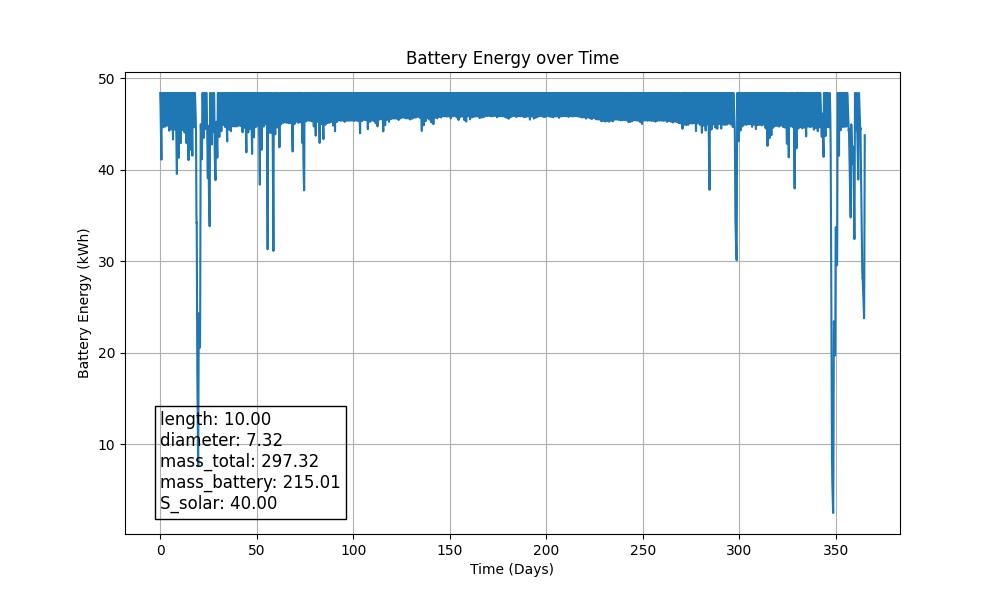 Battery Energy over Time
Battery Energy (kWh)
50
40
30
20
10
length: 10.00
diameter: 7.32
mass_total: 297.32
mass_battery: 215.01
S_solar: 40.00
0 50 100 150 200 250 300 350
Time (Days)